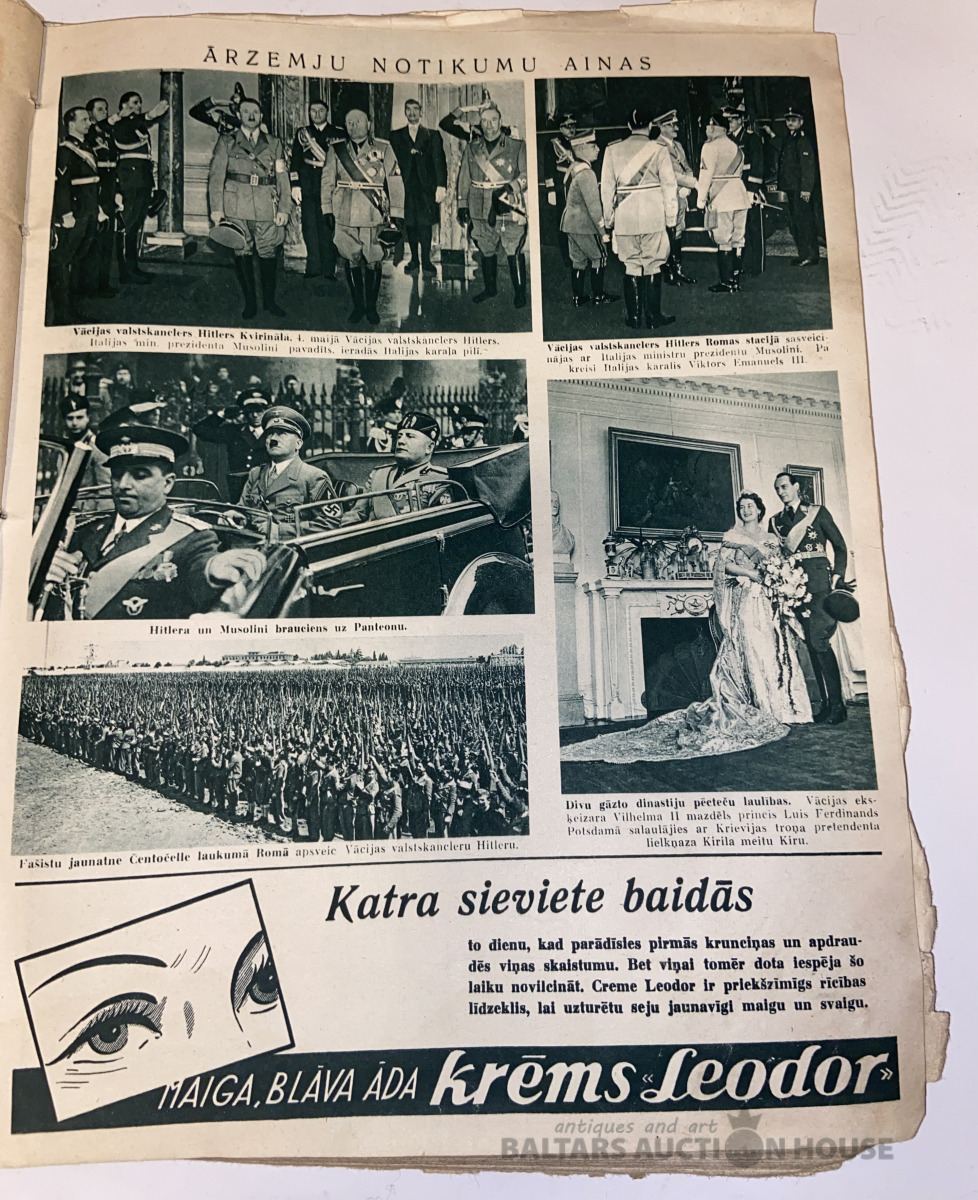 ĀRZEMJU NOTIKUMU AINAS
Vācijas valstskanclers Hitlers Kvirināla. 4. maijā Vācijas valstskanclers Hitlers.
Italijas min. prezidenta Musolini pavadīts, ieradās Italijas karaļa pilī.
Vācijas valstskanclers Hitlers Romas stacijā sasveici-
nājas ar Italijas ministru prezidentu Musolini. Pa
kreisi Italijas karalis Viktors Emanuels III.
Hitlera un Musolini brauciens uz Panteonu.
Fašistu jaunatne Čentočelle laukumā Romā apsveic Vācijas valstskancleru Hitleru.
Divu gāzto dinastiju pēcteču laulības. Vācijas eks-
ķeizara Vilhelma II mazdēls princis Luis Ferdinands
Potsdamā salaulājies ar Krievijas troņa pretendenta
lielkņaza Kirila meitu Kiru.
Katra sieviete baidās
to dienu, kad parādīsies pirmās krunciņas un apdrau-
dēs viņas skaistumu. Bet viņai tomēr dota iespēja šo
laiku novilcināt. Creme Leodor ir priekšzīmīgs rīcības
līdzeklis, lai uzturētu seju jaunavīgi maigu un svaigu.
MAIGA, BLĀVA ĀDA krēms «Leodor»
antiques and art
BALTARS AUCTION HOUSE